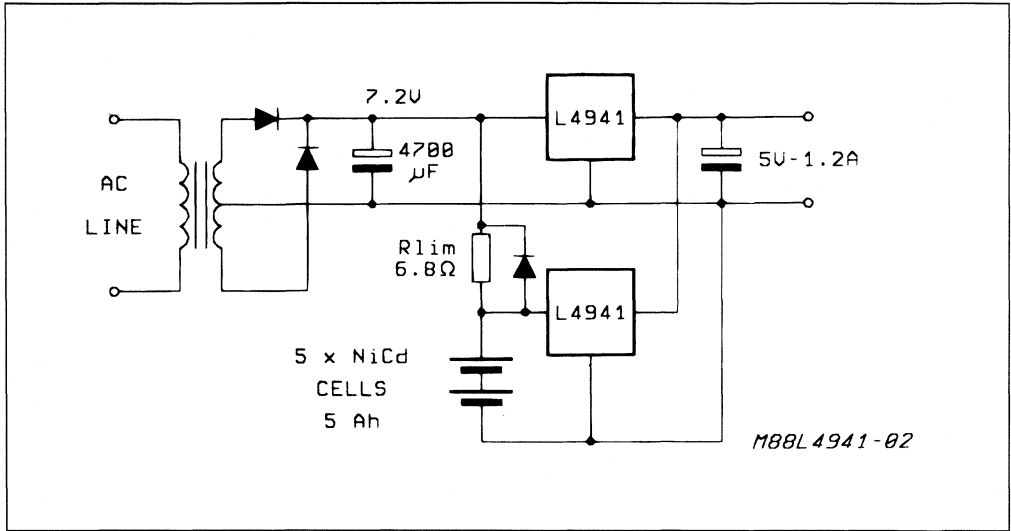 7.2V
L4941
4700
µF
5V-1.2A
AC
LINE
Rlim
6.8Ω
L4941
5 x NiCd
CELLS
5 Ah
M88L4941-02